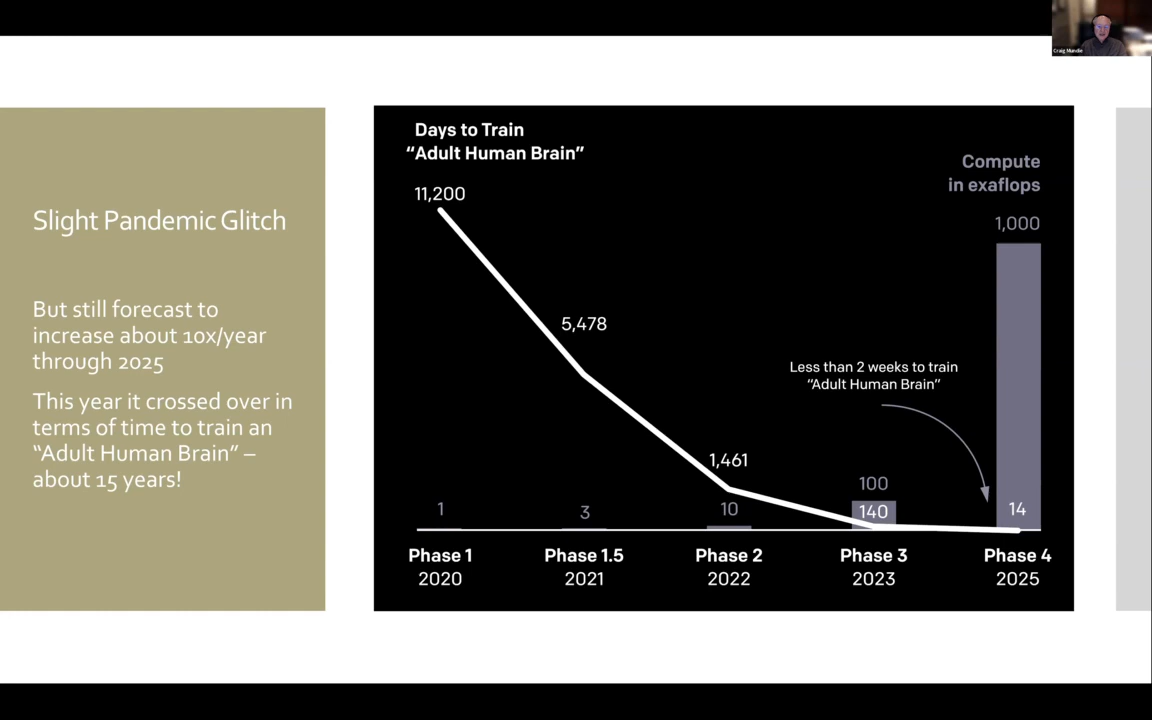 Craig Mundie
Slight Pandemic Glitch
But still forecast to
increase about 10x/year
through 2025
This year it crossed over in
terms of time to train an
“Adult Human Brain” –
about 15 years!
Days to Train
“Adult Human Brain”
11,200
5,478
1,461
140
14
Compute
in exaflops
1
3
10
100
1,000
Less than 2 weeks to train
“Adult Human Brain”
Phase 1
2020
Phase 1.5
2021
Phase 2
2022
Phase 3
2023
Phase 4
2025